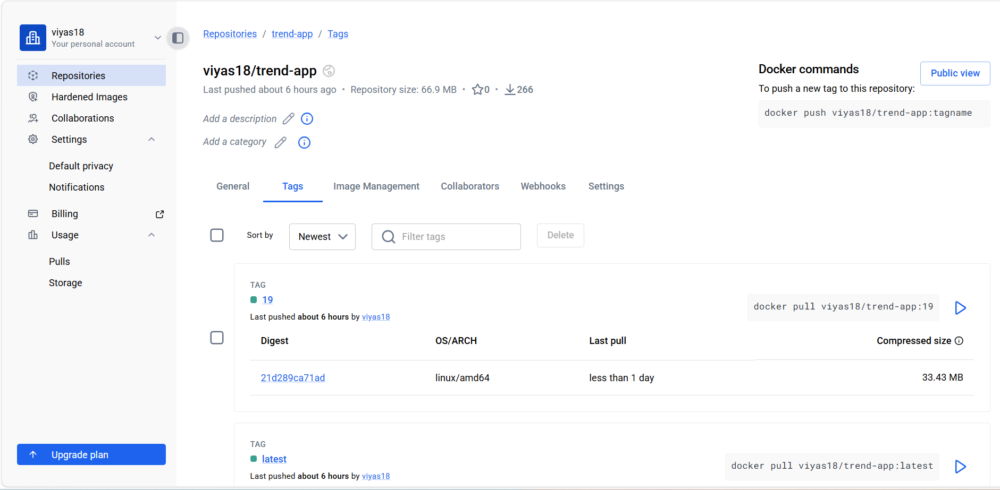 viyas18
Your personal account
Repositories
Hardened Images
Collaborations
Settings
Default privacy
Notifications
Billing
Usage
Pulls
Storage
Upgrade plan
Repositories / trend-app / Tags
viyas18/trend-app
Last pushed about 6 hours ago • Repository size: 66.9 MB • 0 • 266
Add a description
Add a category
Docker commands
Public view
To push a new tag to this repository:
docker push viyas18/trend-app:tagname
General Tags Image Management Collaborators Webhooks Settings
Sort by Newest Filter tags Delete
TAG
19
Last pushed about 6 hours by viyas18
docker pull viyas18/trend-app:19
Digest OS/ARCH Last pull Compressed size
21d289ca71ad linux/amd64 less than 1 day 33.43 MB
TAG
latest
Last pushed about 6 hours by viyas18
docker pull viyas18/trend-app:latest